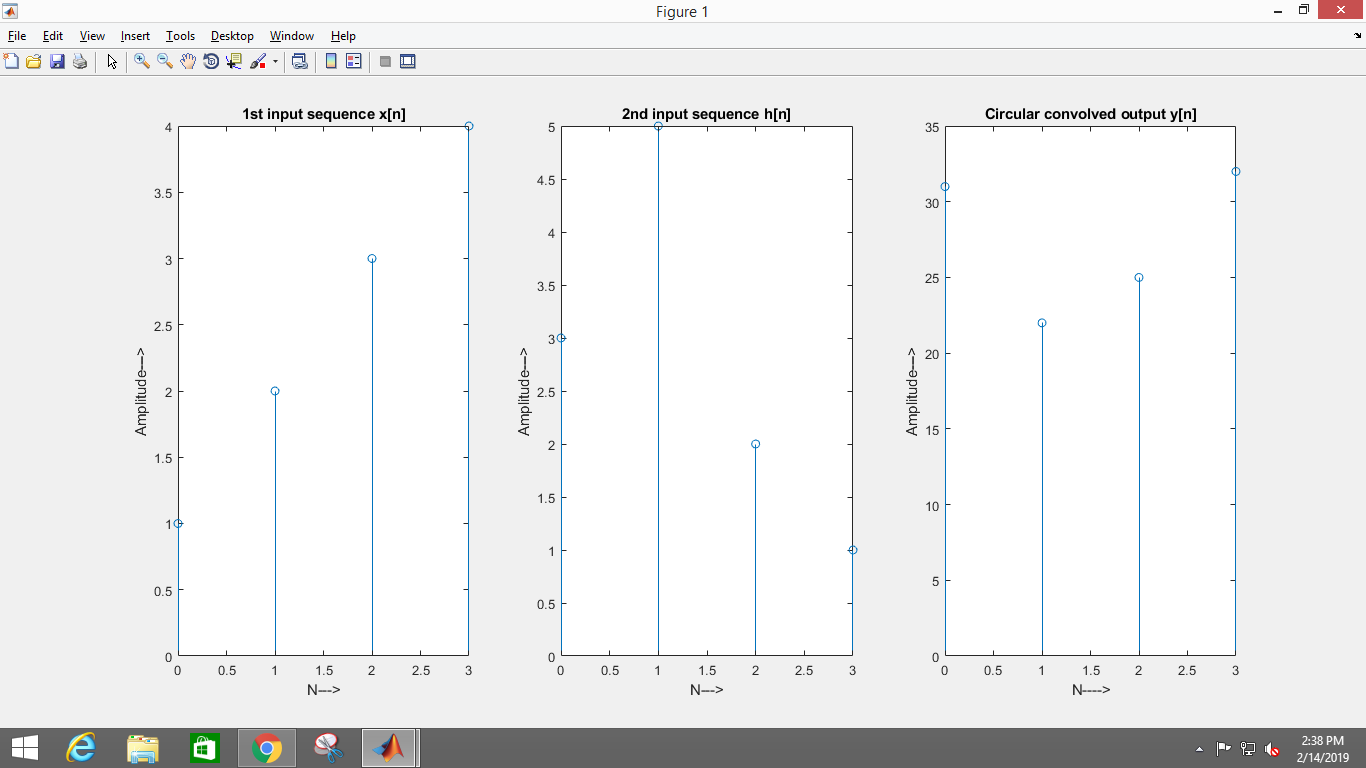 Figure 1
File Edit View Insert Tools Desktop Window Help
1st input sequence x[n]
4
3.5
3
2.5
2
1.5
1
0.5
0
Amplitude--->
0 0.5 1 1.5 2 2.5 3
N--->
2nd input sequence h[n]
5
4.5
4
3.5
3
2.5
2
1.5
1
0.5
0
Amplitude--->
0 0.5 1 1.5 2 2.5 3
N--->
Circular convolved output y[n]
35
30
25
20
15
10
5
0
Amplitude--->
0 0.5 1 1.5 2 2.5 3
N---->
2:38 PM
2/14/2019